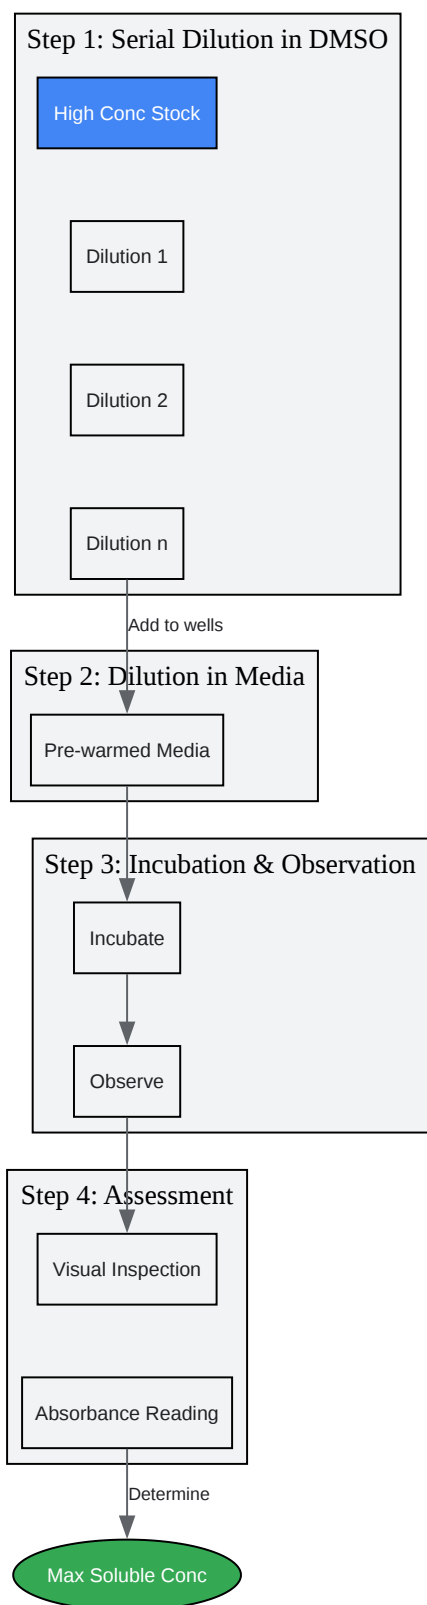 Step 1: Serial Dilution in DMSO
High Conc Stock
Dilution 1
Dilution 2
Dilution n
Add to wells
Step 2: Dilution in Media
Pre-warmed Media
Step 3: Incubation & Observation
Incubate
Observe
Step 4: Assessment
Visual Inspection
Absorbance Reading
Determine
Max Soluble Conc